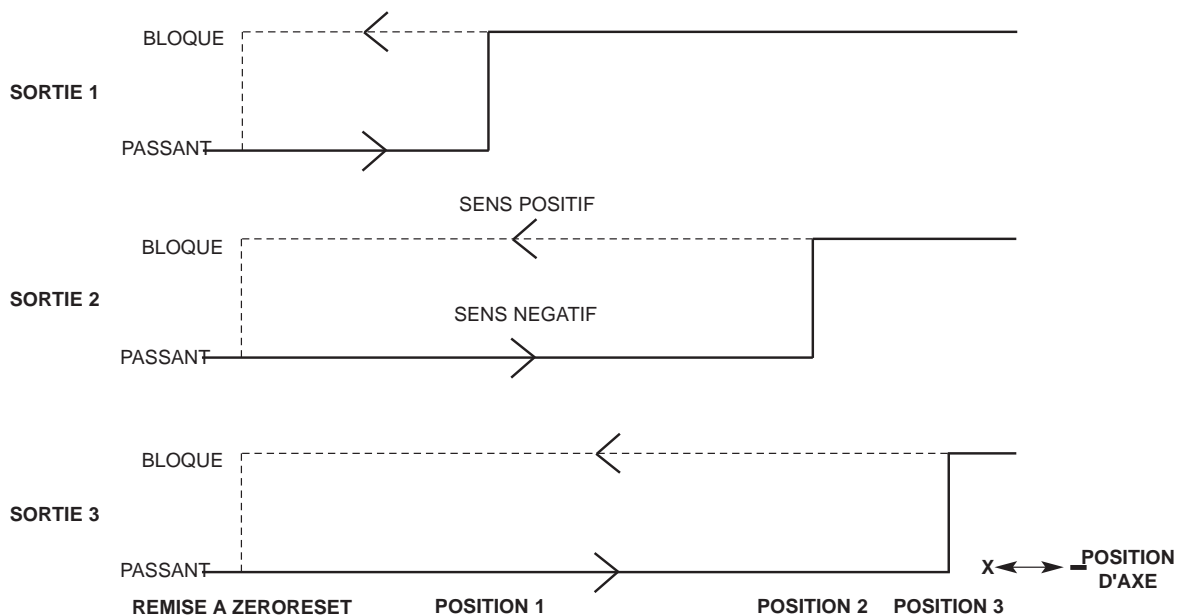 BLOQUE
SORTIE 1
PASSANT
SENS POSITIF
BLOQUE
SORTIE 2
SENS NEGATIF
PASSANT
BLOQUE
SORTIE 3
PASSANT
X
POSITION
D'AXE
REMISE A ZERORESET POSITION 1 POSITION 2 POSITION 3